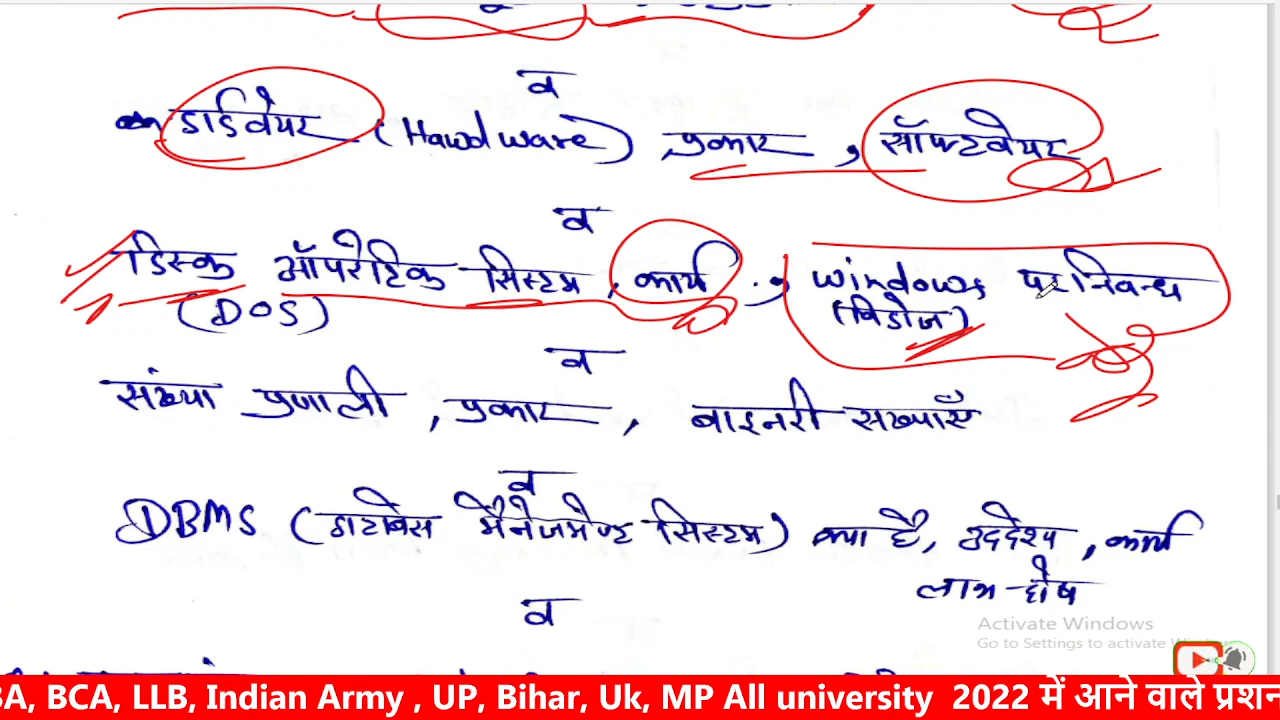 व
हार्डवेयर (Hardware) प्रकार, सॉफ्टवेयर
व
डिस्क ऑपरेटिक सिस्टम, कार्य, windows पर निबन्ध
(DOS) (विंडोज)
व
संख्या प्रणाली, प्रकार, बाइनरी संख्याएँ
व
DBMS (डाटाबेस मैनेजमेण्ट सिस्टम) क्या है, उद्देश्य, कार्य
लाभ-दोष
व
Activate Windows
Go to Settings to activate
BA, BCA, LLB, Indian Army , UP, Bihar, Uk, MP All university 2022 में आने वाले प्रशन